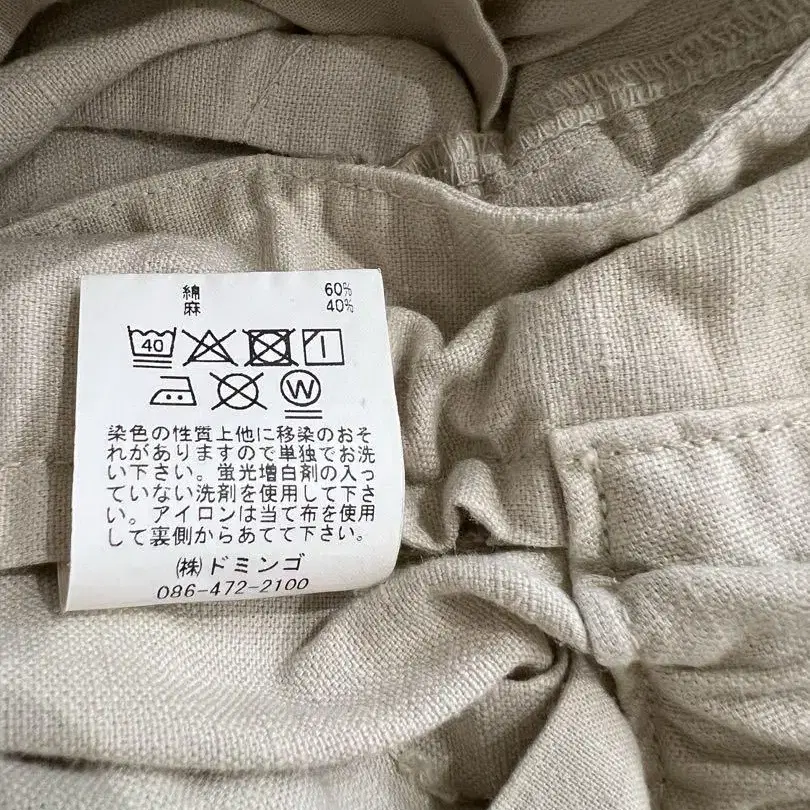 綿 60%
麻 40%
40
W
染色の性質上他に移染のおそ
れがありますので単独でお洗
い下さい。蛍光増白剤の入っ
ていない洗剤を使用して下さ
い。アイロンは当て布を使用
して裏側からあてて下さい。
㈱ドミンゴ
086-472-2100